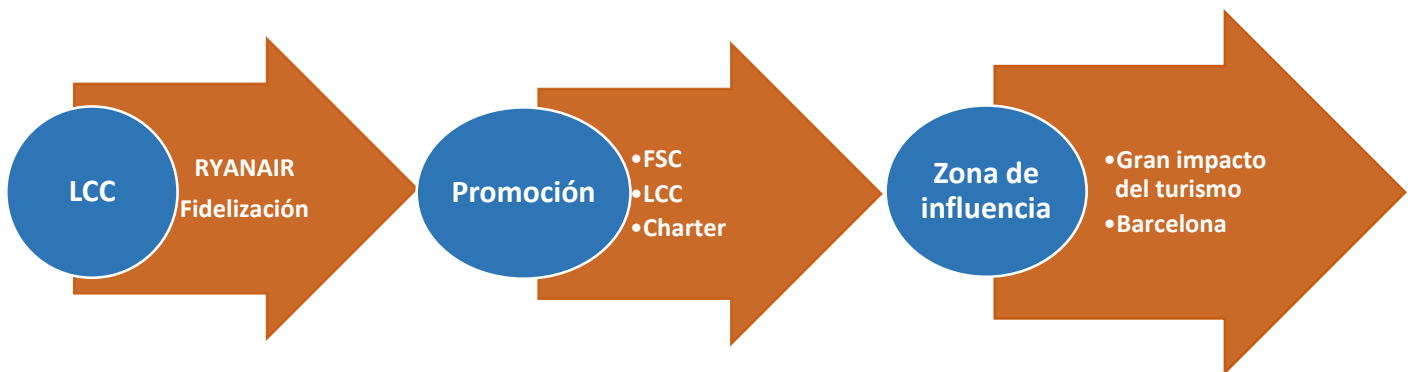 LCC
RYANAIR
Fidelización
Promoción
•FSC
•LCC
•Charter
Zona de
influencia
•Gran impacto
del turismo
•Barcelona